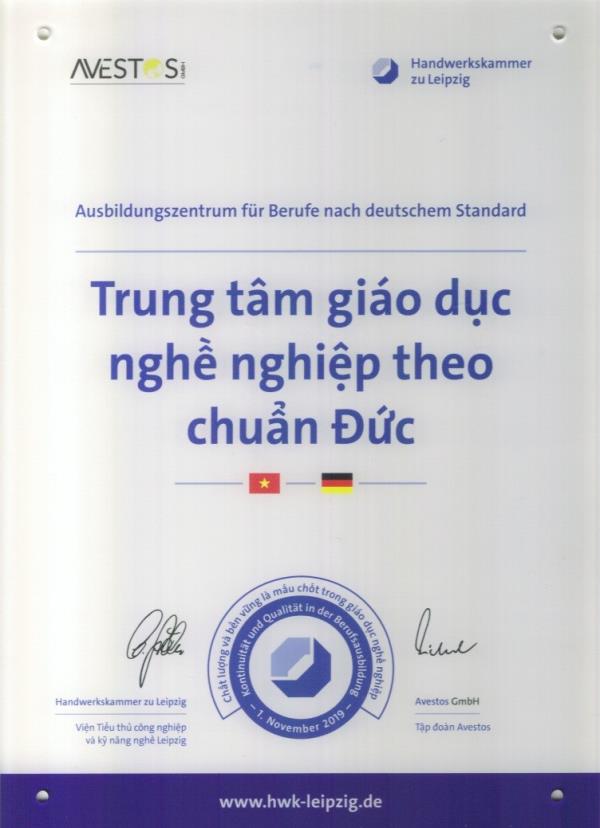 AVESTOS GMBH
Handwerkskammer
zu Leipzig
Ausbildungszentrum für Berufe nach deutschem Standard
Trung tâm giáo dục
nghề nghiệp theo
chuẩn Đức
Chất lượng và bền vững là mấu chốt trong giáo dục nghề nghiệp
Kontinuität und Qualität in der Berufsausbildung
– 1. November 2019 –
Handwerkskammer zu Leipzig
Viện Tiểu thủ công nghiệp
và kỹ năng nghề Leipzig
Avestos GmbH
Tập đoàn Avestos
www.hwk-leipzig.de